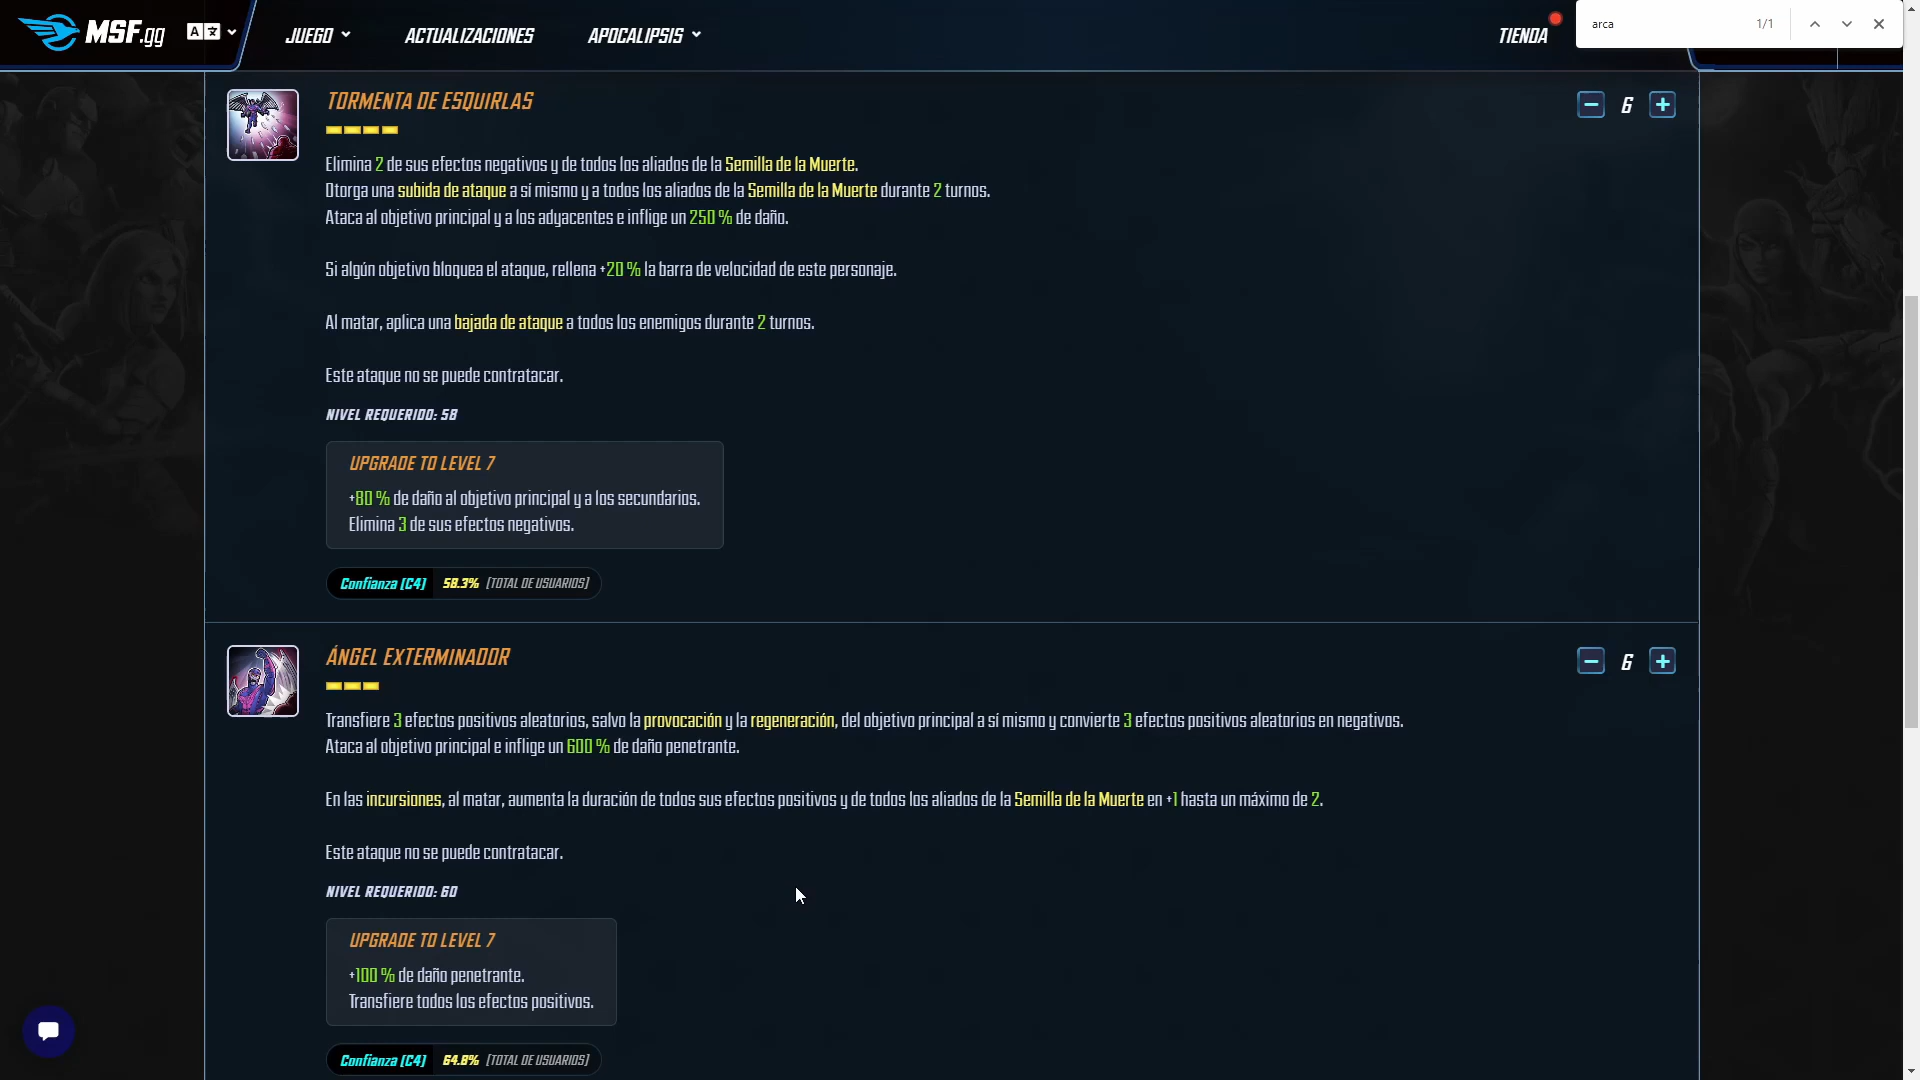 MSF.gg
A
JUEGO
ACTUALIZACIONES
APOCALIPSIS
TIENDA
arca
1/1
TORMENTA DE ESQUIRLAS
6
Elimina 2 de sus efectos negativos y de todos los aliados de la Semilla de la Muerte.
Otorga una subida de ataque a sí mismo y a todos los aliados de la Semilla de la Muerte durante 2 turnos.
Ataca al objetivo principal y a los adyacentes e inflige un 250 % de daño.
Si algún objetivo bloquea el ataque, rellena +20 % la barra de velocidad de este personaje.
Al matar, aplica una bajada de ataque a todos los enemigos durante 2 turnos.
Este ataque no se puede contratacar.
NIVEL REQUERIDO: 58
UPGRADE TO LEVEL 7
+80 % de daño al objetivo principal y a los secundarios.
Elimina 3 de sus efectos negativos.
Confianza [C4] 58.3% [TOTAL DE USUARIOS]
ÁNGEL EXTERMINADOR
6
Transfiere 3 efectos positivos aleatorios, salvo la provocación y la regeneración, del objetivo principal a sí mismo y convierte 3 efectos positivos aleatorios en negativos.
Ataca al objetivo principal e inflige un 600 % de daño penetrante.
En las incursiones, al matar, aumenta la duración de todos sus efectos positivos y de todos los aliados de la Semilla de la Muerte en +1 hasta un máximo de 2.
Este ataque no se puede contratacar.
NIVEL REQUERIDO: 60
UPGRADE TO LEVEL 7
+100 % de daño penetrante.
Transfiere todos los efectos positivos.
Confianza [C4] 64.8% [TOTAL DE USUARIOS]